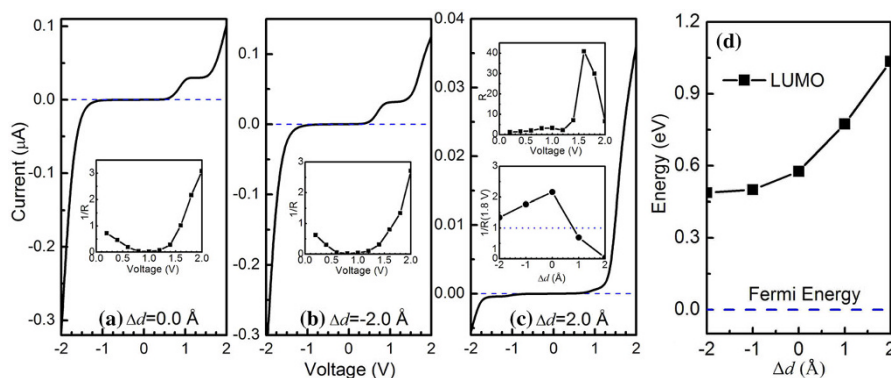 0.1
0.0
-0.1
-0.2
-0.3
Current (μA)
-2 -1 0 1 2
(a) Δd=0.0 Å
3
2
1
0
1/R
0.0 0.5 1.0 1.5 2.0
Voltage (V)
0.1
0.0
-0.1
-0.2
-0.3
-2 -1 0 1 2
(b) Δd=-2.0 Å
3
2
1
0
1/R
0.0 0.5 1.0 1.5 2.0
Voltage (V)
Voltage (V)
0.04
0.03
0.02
0.01
0.00
-2 -1 0 1 2
(c) Δd=2.0 Å
40
30
20
10
0
R
0.0 0.5 1.0 1.5 2.0
Voltage (V)
3
2
1
0
1/R(1.8 V)
-2 -1 0 1 2
Δd (Å)
(d)
LUMO
1.2
0.9
0.6
0.3
0.0
Energy (eV)
Fermi Energy
-2 -1 0 1 2
Δd (Å)